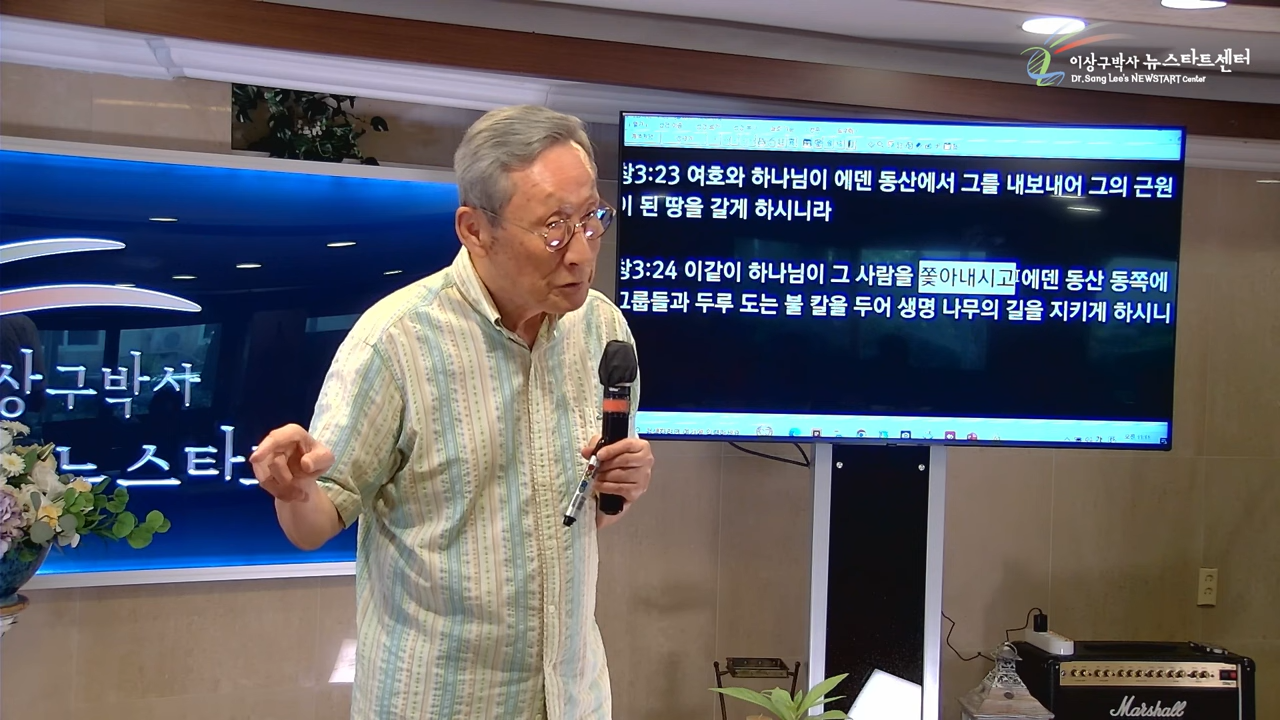 이상구박사 뉴스타트센터
Dr. Sang Lee's NEWSTART Center
창3:23 여호와 하나님이 에덴 동산에서 그를 내보내어 그의 근원
이 된 땅을 갈게 하시니라
창3:24 이같이 하나님이 그 사람을 쫓아내시고 에덴 동산 동쪽에
그룹들과 두루 도는 불 칼을 두어 생명 나무의 길을 지키게 하시니
상구박사
뉴 스타트
Marshall